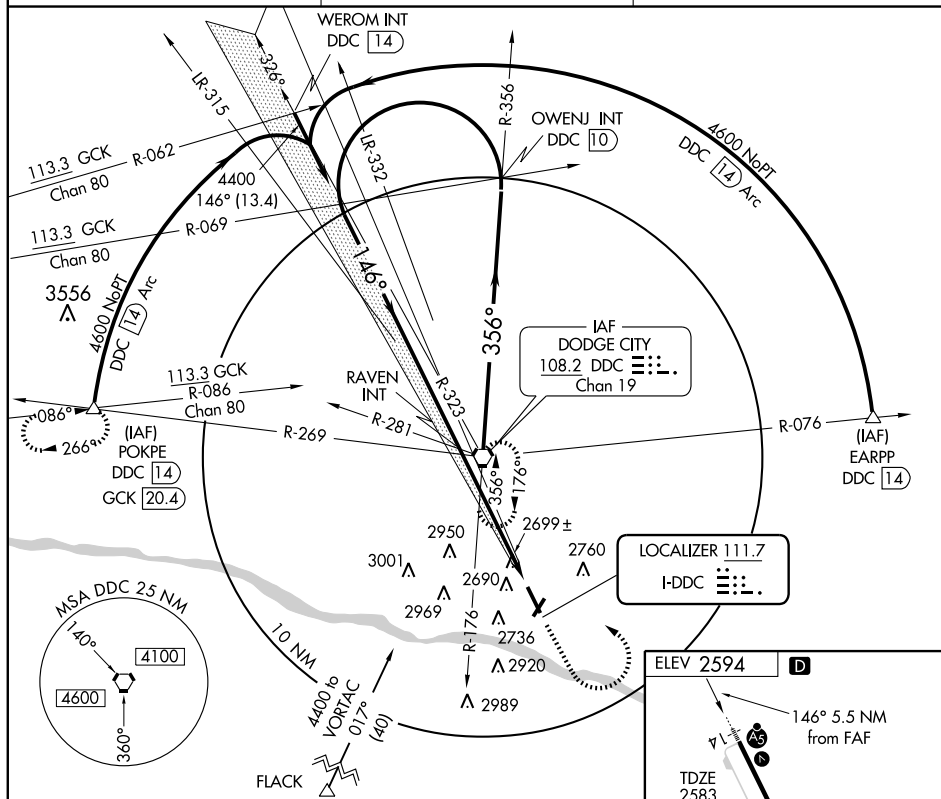 WEROM INT
DDC 14
326°
LR-315
R-356
LR-332
OWENJ INT
DDC 10
4600 NoPT
DDC 14 Arc
113.3 GCK
R-062
Chan 80
4400
146° (13.4)
113.3 GCK
R-069
Chan 80
146°
3556
4600 NoPT
DDC 14 Arc
356°
IAF
DODGE CITY
108.2 DDC
Chan 19
113.3 GCK
R-086
Chan 80
RAVEN
INT
R-323
R-281
086°
266°
R-269
R-076
(IAF)
POKPE
DDC 14
GCK 20.4
(IAF)
EARPP
DDC 14
356°
176°
2699 ±
2950
2760
3001
2690
2969
LOCALIZER 111.7
I-DDC
MSA DDC 25 NM
140°
4100
4600
360°
10 NM
R-176
2736
2920
2989
4400 to
VORTAC
017°
(40)
FLACK
ELEV 2594
D
146° 5.5 NM
from FAF
14
A5
TDZE
2583